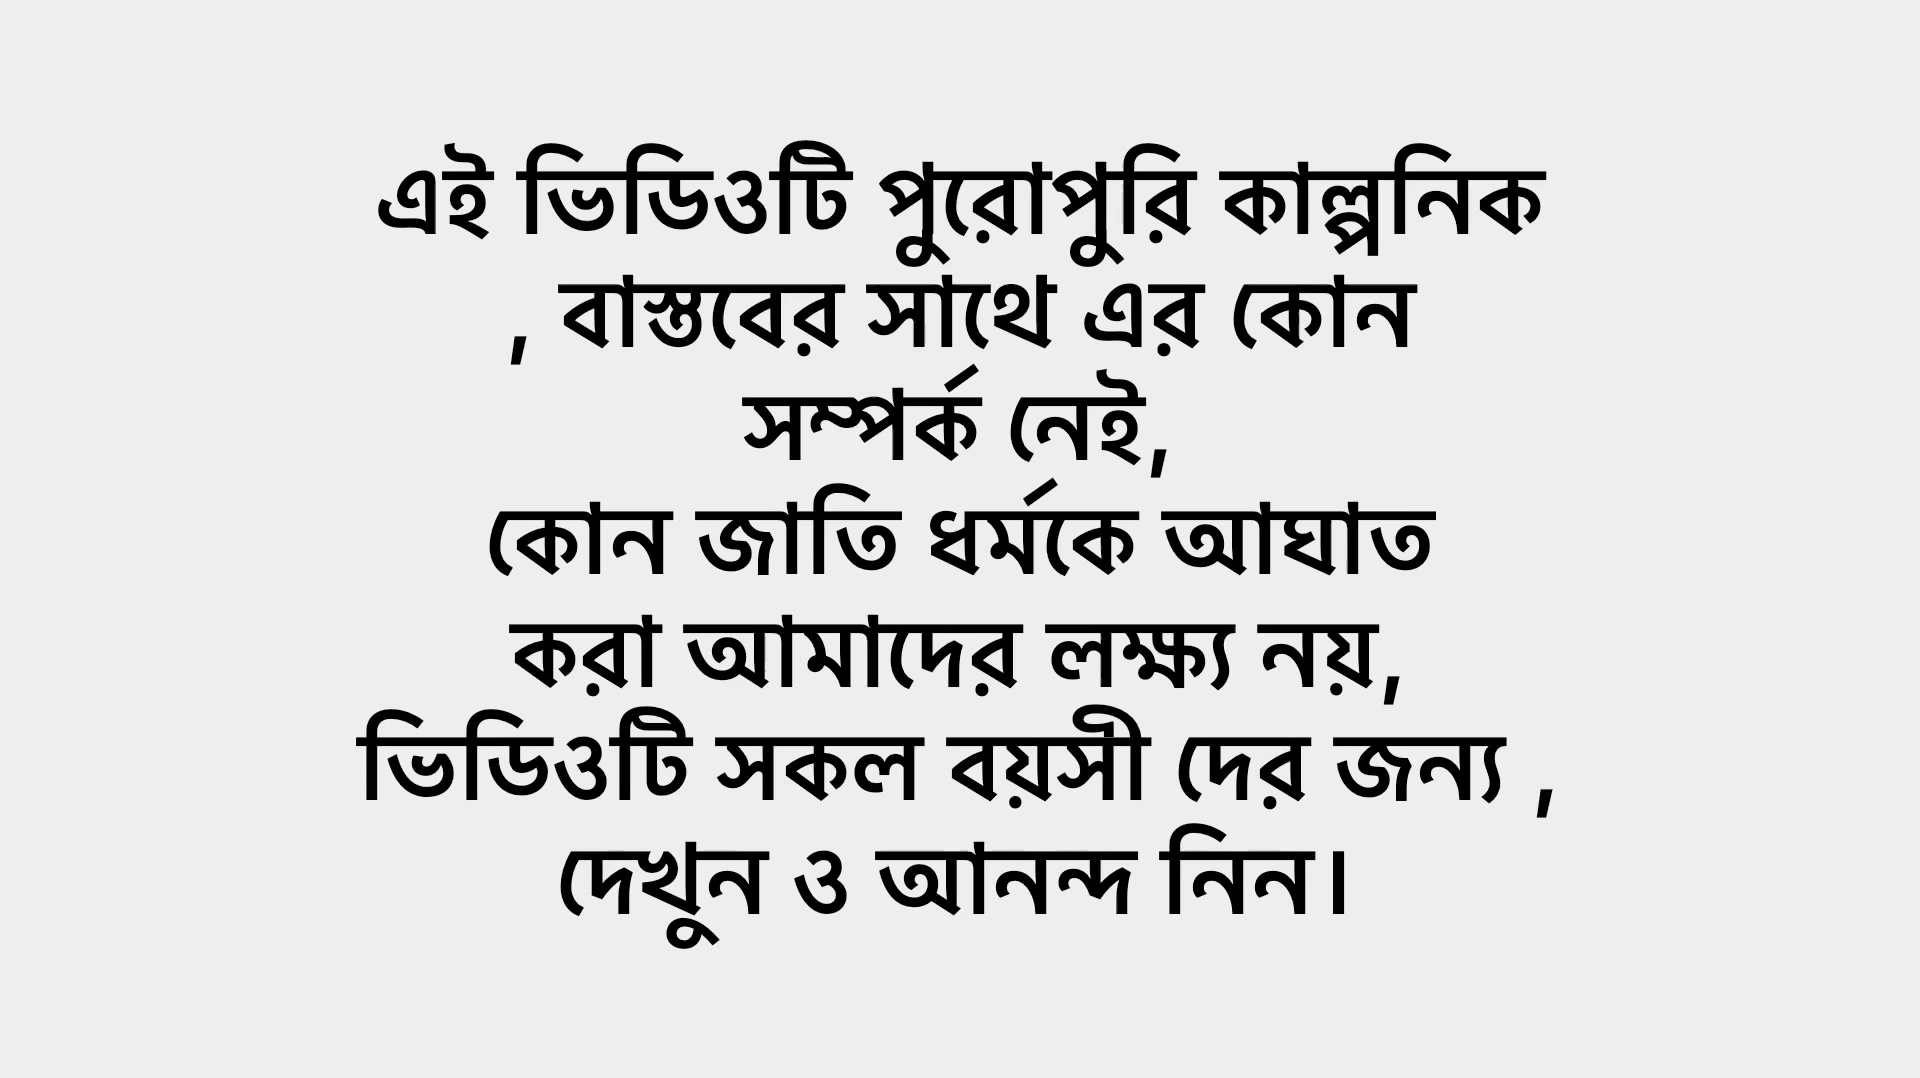 এই ভিডিওটি পুরোপুরি কাল্পনিক
, বাস্তবের সাথে এর কোন
সম্পর্ক নেই,
কোন জাতি ধর্মকে আঘাত
করা আমাদের লক্ষ্য নয়,
ভিডিওটি সকল বয়সী দের জন্য ,
দেখুন ও আনন্দ নিন।